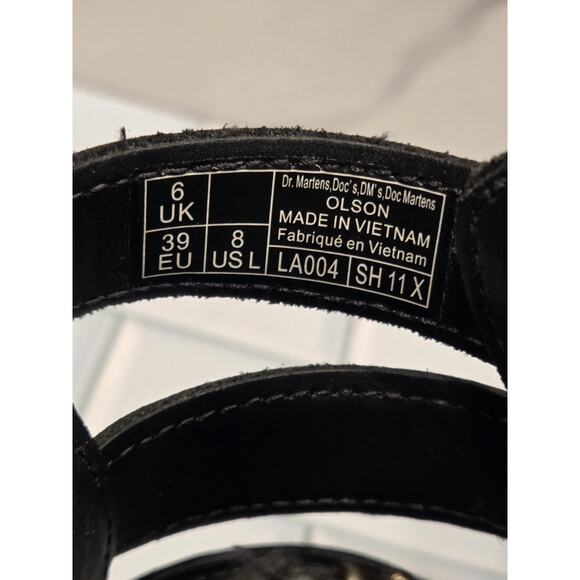 6
UK
39
EU
8
US L
Dr. Martens,Doc's,DM's,Doc Martens
OLSON
MADE IN VIETNAM
Fabriqué en Vietnam
LA004
SH 11 X